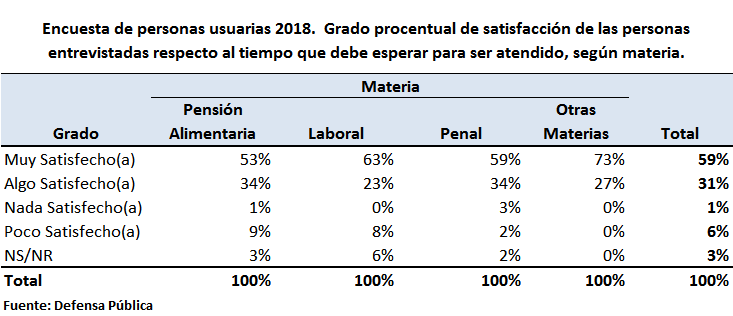 Encuesta de personas usuarias 2018.  Grado procentual de satisfacción de las personas
entrevistadas respecto al tiempo que debe esperar para ser atendido, según materia.
Materia
Grado Pensión Alimentaria Laboral Penal Otras Materias Total
Muy Satisfecho(a) 53% 63% 59% 73% 59%
Algo Satisfecho(a) 34% 23% 34% 27% 31%
Nada Satisfecho(a) 1% 0% 3% 0% 1%
Poco Satisfecho(a) 9% 8% 2% 0% 6%
NS/NR 3% 6% 2% 0% 3%
Total 100% 100% 100% 100% 100%
Fuente: Defensa Pública